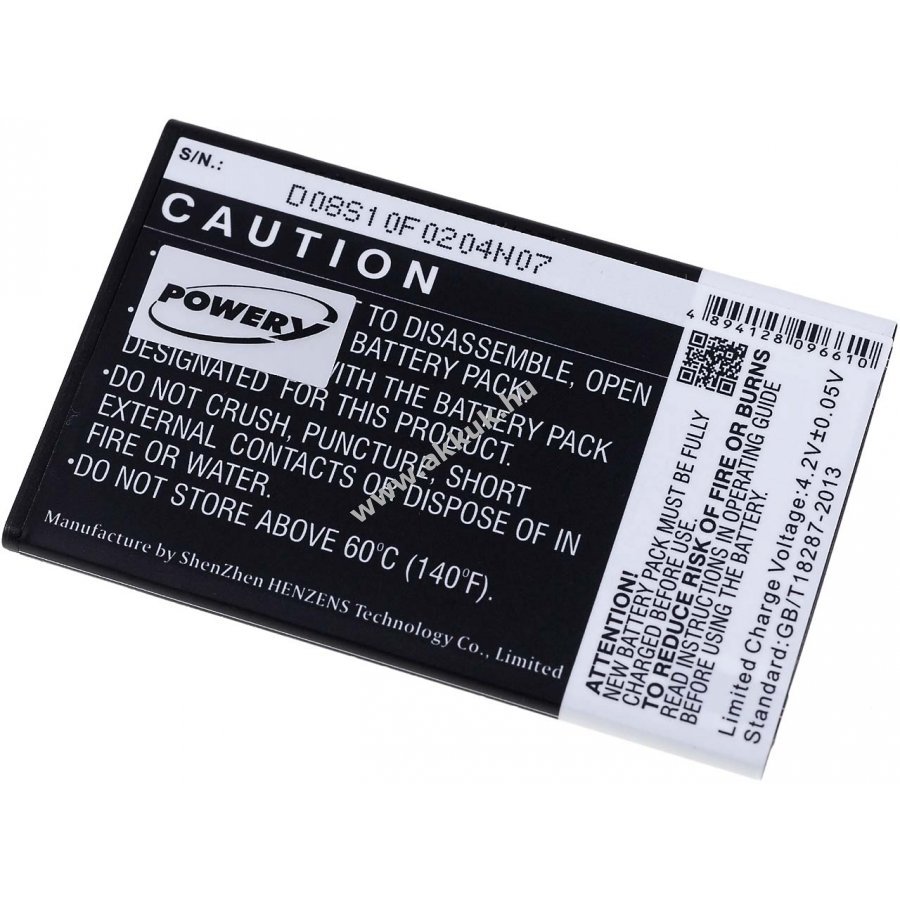 S/N.:
D08S10F0204N07
CAUTION
POWERY
TO DISASSEMBLE, OPEN
BATTERY PACK.
DESIGNATED FOR THIS PRODUCT.
WITH THE BATTERY PACK
•DO NOT CRUSH, PUNCTURE, SHORT
EXTERNAL CONTACTS OR DISPOSE OF IN
FIRE OR WATER.
•DO NOT STORE ABOVE 60°C (140°F).
Manufacture by
ShenZhen HENZENS Technology Co., Limited
www.akkuk.hu
4 894128 096610
ATTENTION!
NEW BATTERY PACK MUST BE FULLY
CHARGED BEFORE USE.
TO REDUCE RISK OF FIRE OR BURNS
READ INSTRUCTIONS IN OPERATING GUIDE
BEFORE USING BATTERY
Limited Charge Voltage:4.2V±0.05V
Standard:GB/T18287-2013